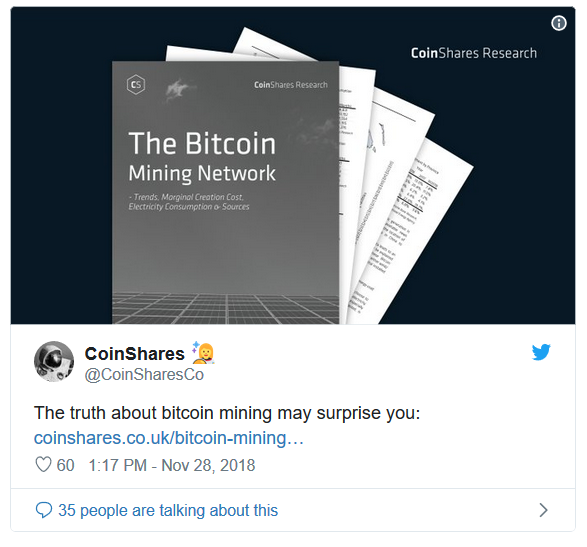 CoinShares Research
CS
CoinShares Research
The Bitcoin
Mining Network
- Trends, Marginal Creation Cost,
Electricity Consumption & Sources
CoinShares
@CoinSharesCo
The truth about bitcoin mining may surprise you:
coinshares.co.uk/bitcoin-mining…
60 1:17 PM - Nov 28, 2018
35 people are talking about this